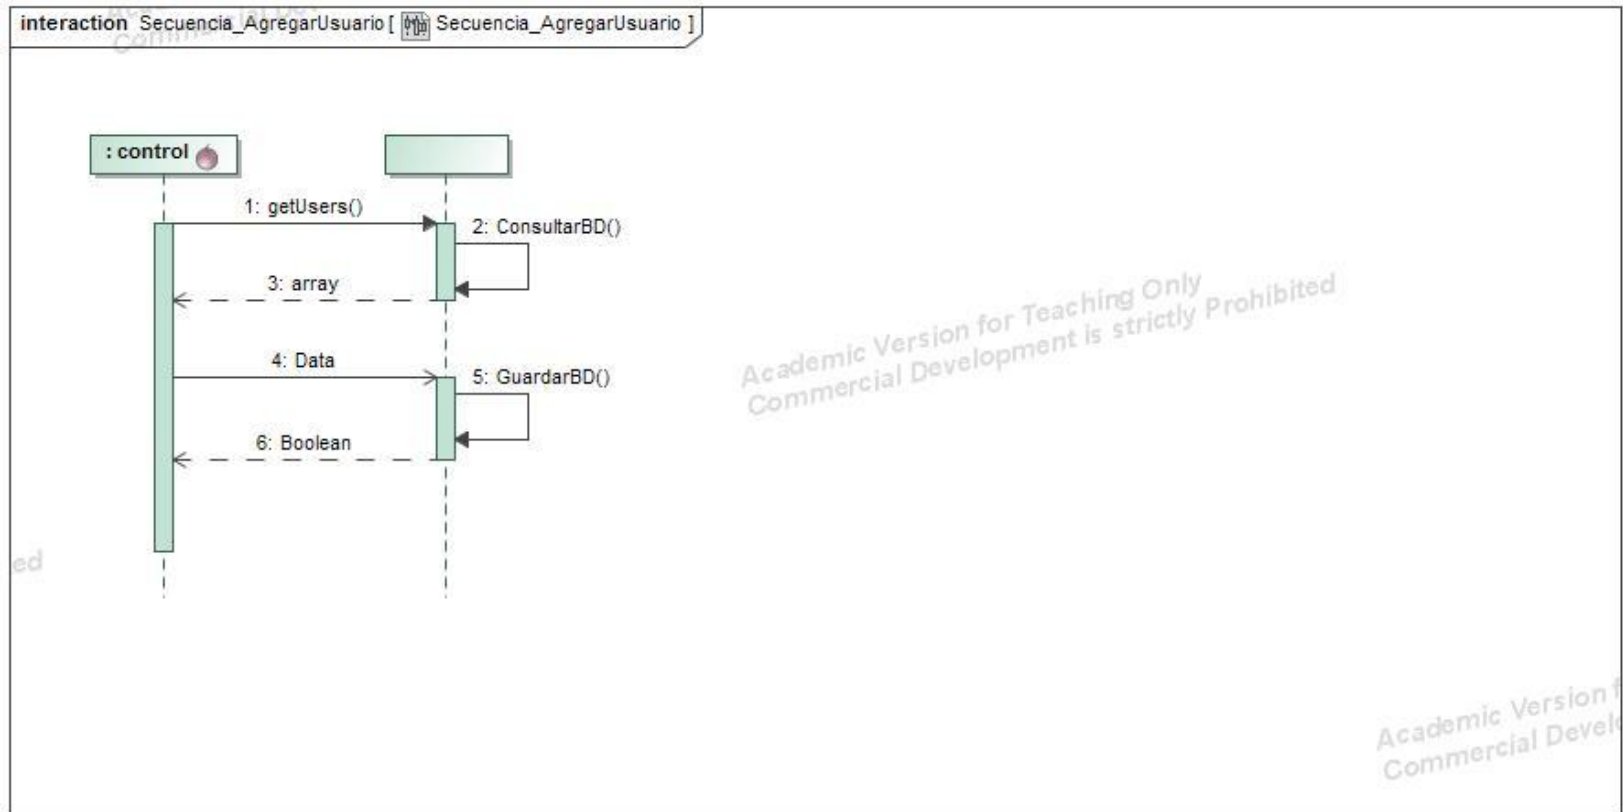 interaction Secuencia_AgregarUsuario [ Secuencia_AgregarUsuario ]
: control
1: getUsers()
2: ConsultarBD()
3: array
4: Data
5: GuardarBD()
6: Boolean
Academic Version for Teaching Only
Commercial Development is strictly Prohibited
ed
Academic Version f
Commercial Develo